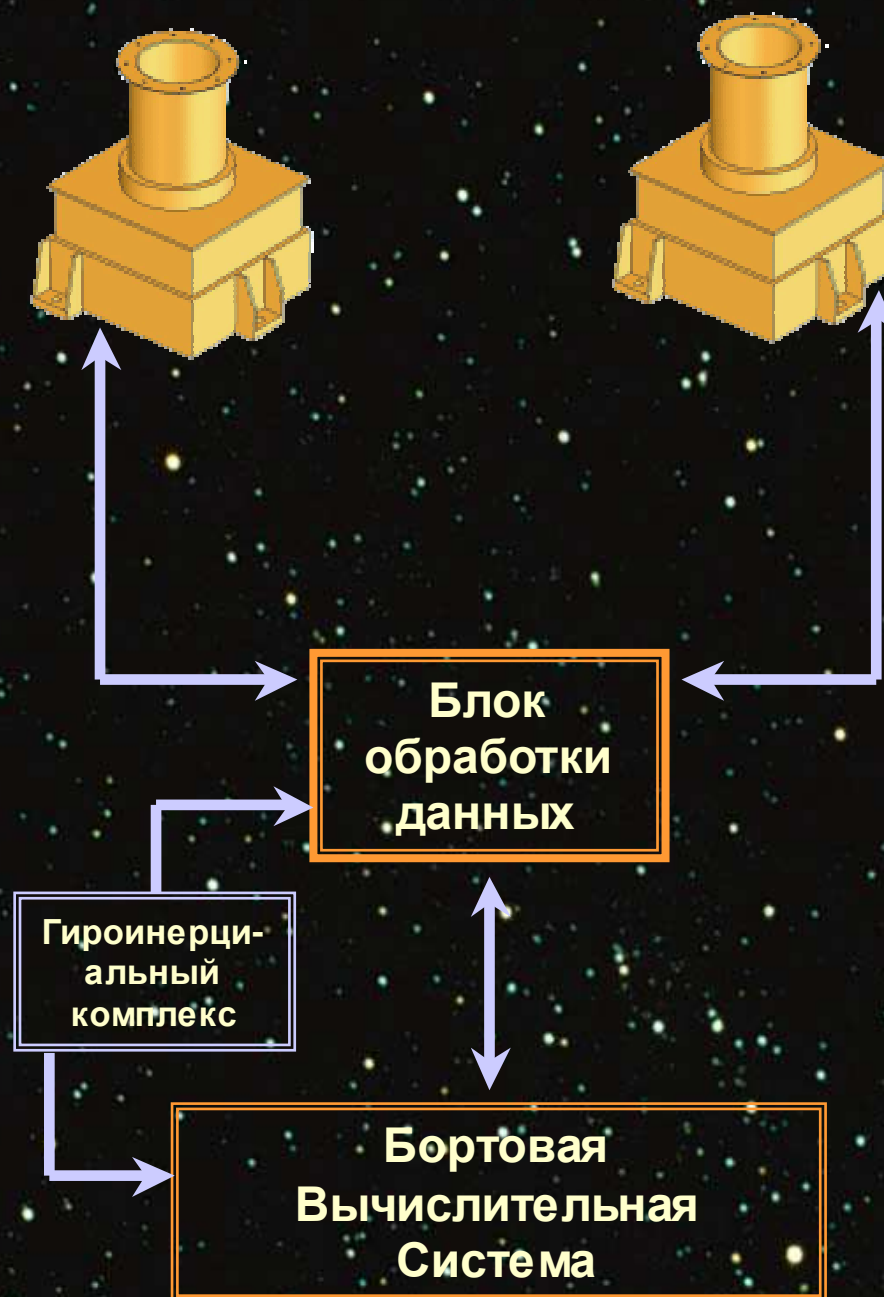 Блок
обработки
данных
Гироинерци-
альный
комплекс
Бортовая
Вычислительная
Система